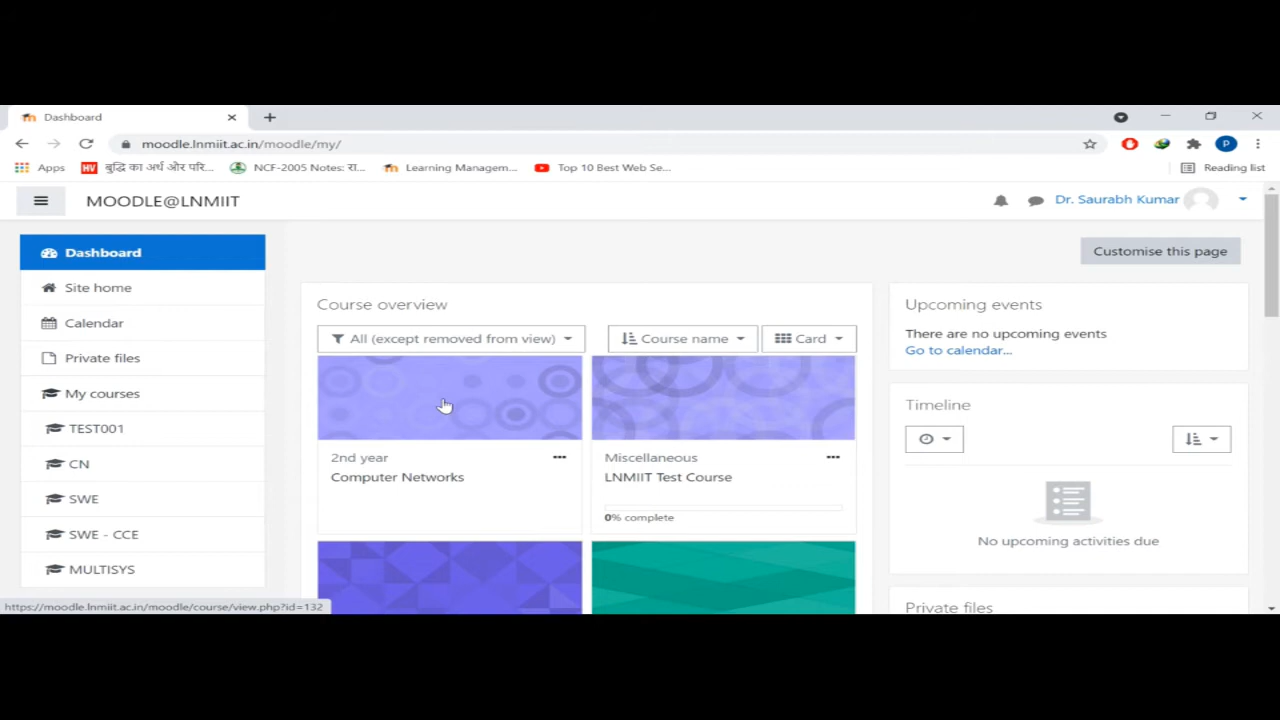 Dashboard
moodle.lnmiit.ac.in/moodle/my/
Apps
HV
बुद्धि का अर्थ ओर परि...
NCF-2005 Notes: रा...
Learning Managem...
Top 10 Best Web Se...
Reading list
P
MOODLE@LNMIIT
Dr. Saurabh Kumar
Dashboard
Site home
Calendar
Private files
My courses
TEST001
CN
SWE
SWE - CCE
MULTISYS
Customise this page
Course overview
All (except removed from view)
Course name
Card
2nd year
Computer Networks
Miscellaneous
LNMIIT Test Course
0% complete
Upcoming events
There are no upcoming events
Go to calendar...
Timeline
No upcoming activities due
Private files
https://moodle.lnmiit.ac.in/moodle/course/view.php?id=132